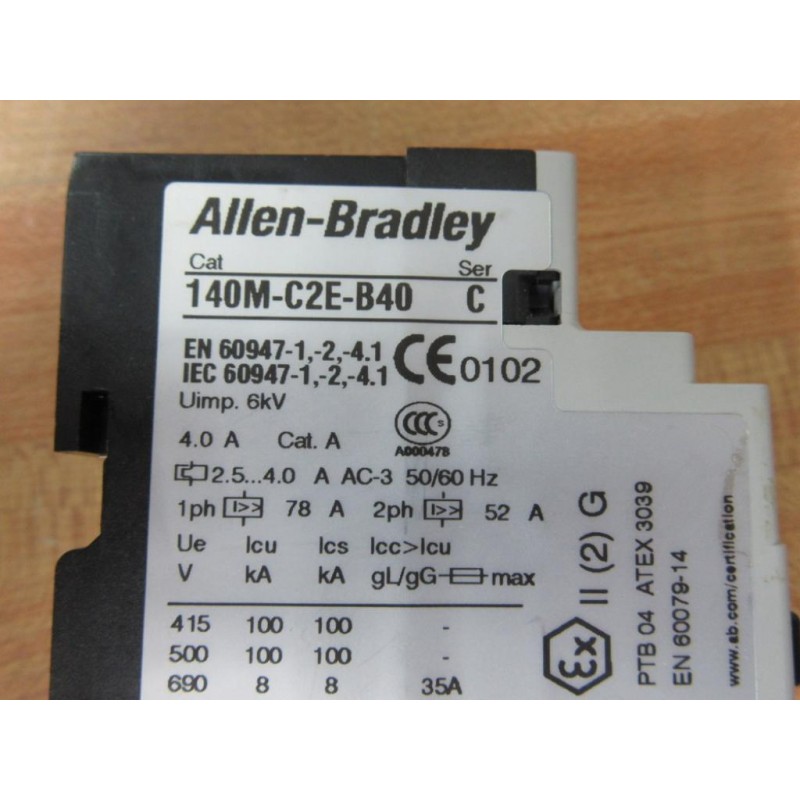 Allen-Bradley
Cat Ser
140M-C2E-B40 C
EN 60947-1,-2,-4.1
IEC 60947-1,-2,-4.1
CE 0102
Uimp. 6kV
CCC S
A000478
4.0 A Cat. A
2.5...4.0 A AC-3 50/60 Hz
1ph I>> 78 A 2ph I>> 52 A
Ue Icu Ics Icc>Icu
V kA kA gL/gG max
415 100 100 -
500 100 100 -
690 8 8 35A
Ex II (2) G
PTB 04 ATEX 3039
EN 60079-14
www.ab.com/certification